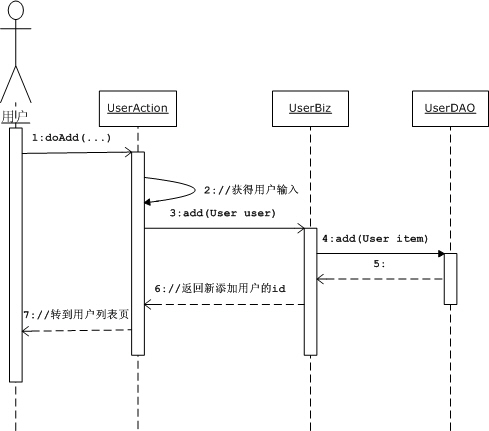 用户
UserAction
UserBiz
UserDAO
1:doAdd(...)
2://获得用户输入
3:add(User user)
4:add(User item)
5:
6://返回新添加用户的id
7://转到用户列表页